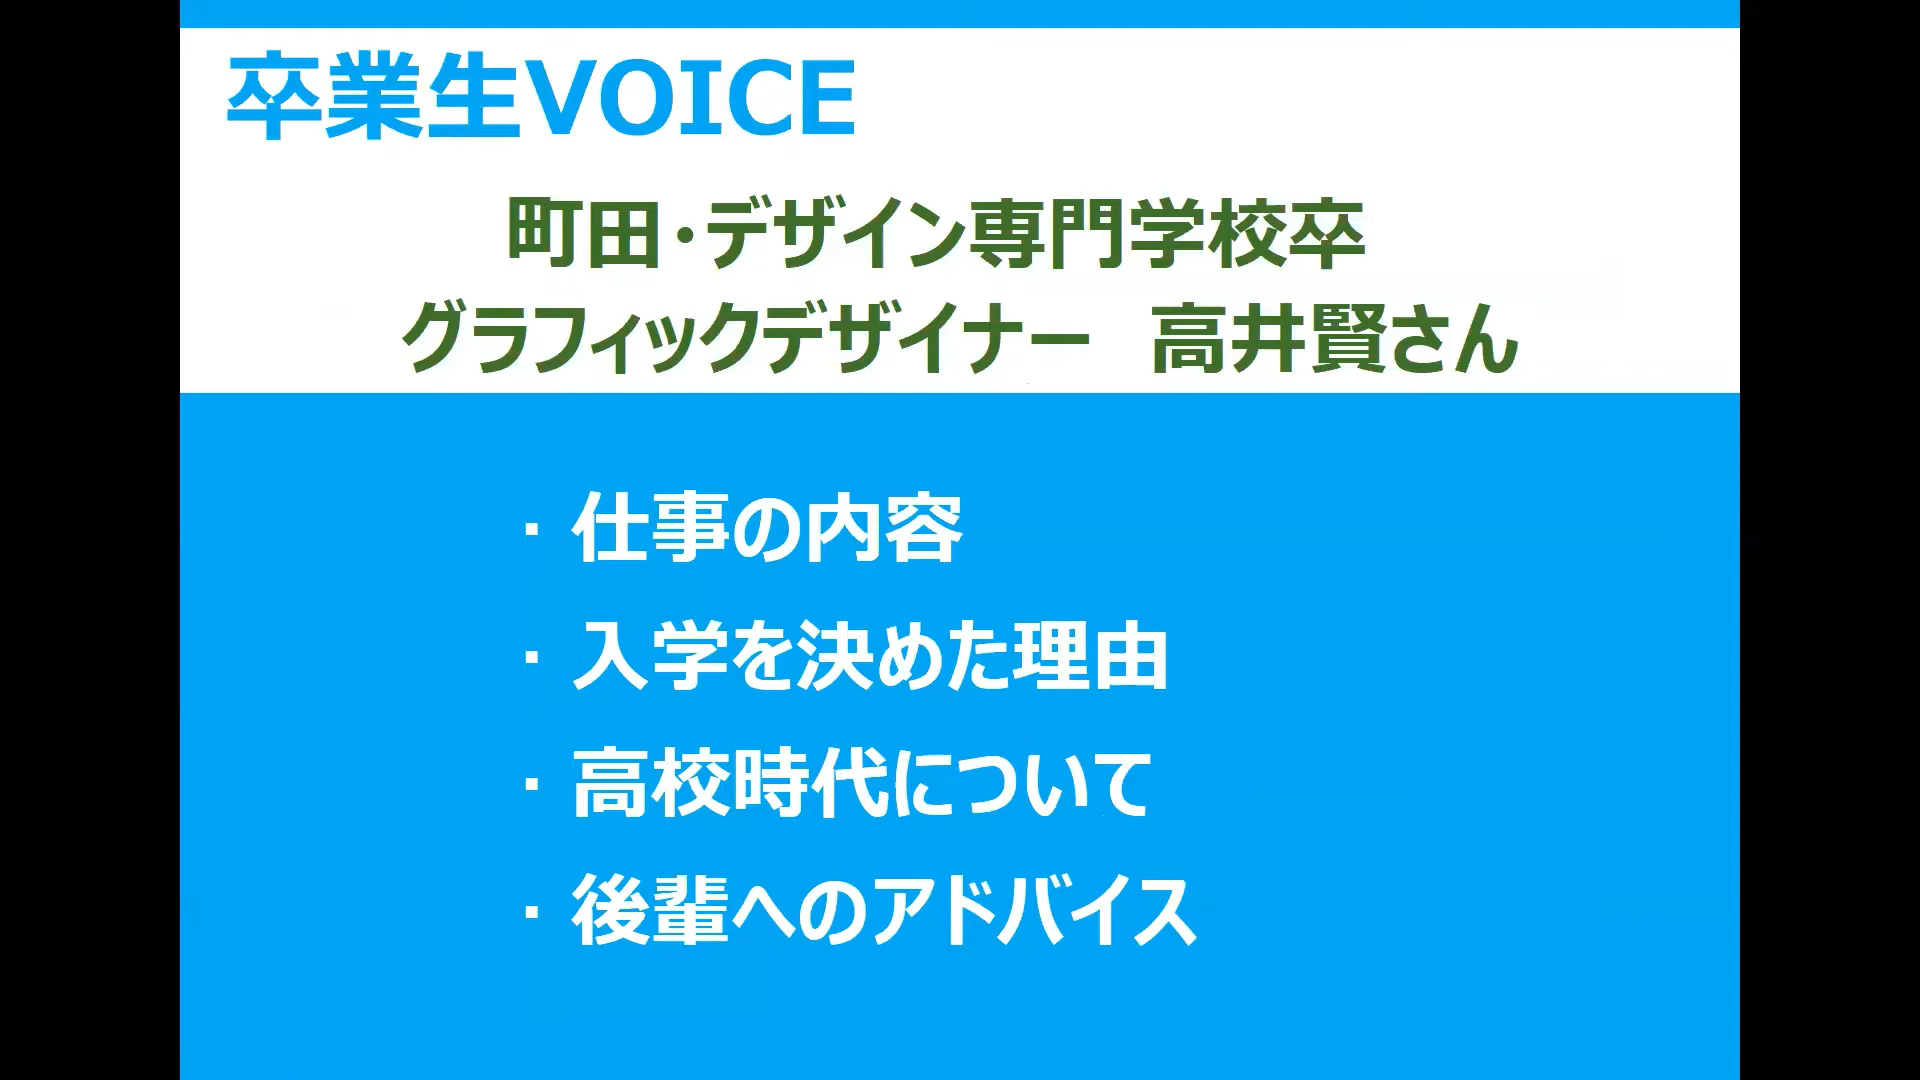 卒業生VOICE
町田・デザイン専門学校卒
グラフィックデザイナー　高井賢さん
・仕事の内容
・入学を決めた理由
・高校時代について
・後輩へのアドバイス